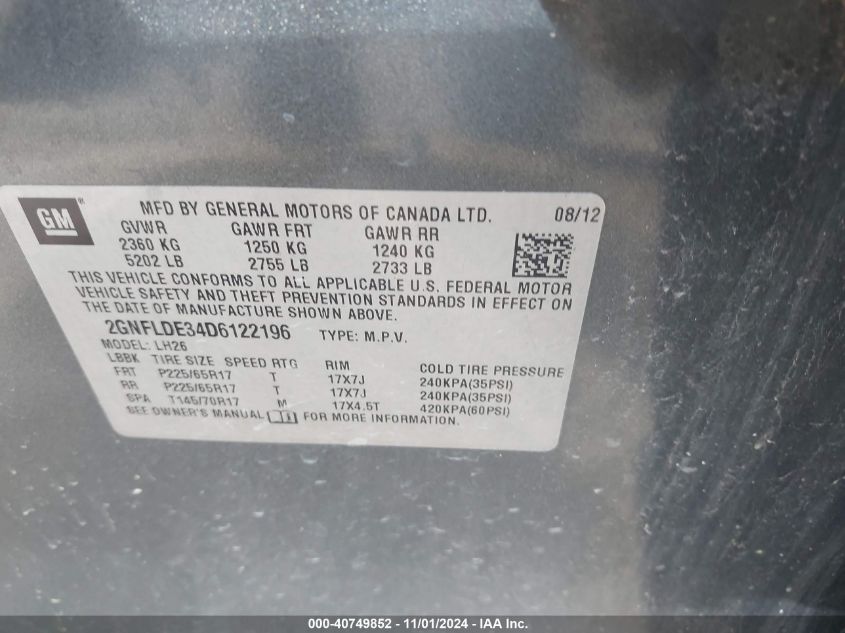 GM
MFD BY GENERAL MOTORS OF CANADA LTD. 08/12
GVWR GAWR FRT GAWR RR
2360 KG 1250 KG 1240 KG
5202 LB 2755 LB 2733 LB
THIS VEHICLE CONFORMS TO ALL APPLICABLE U.S. FEDERAL MOTOR
VEHICLE SAFETY AND THEFT PREVENTION STANDARDS IN EFFECT ON
THE DATE OF MANUFACTURE SHOWN ABOVE.
2GNFLDE34D6122196 TYPE: M.P.V.
MODEL: LH26
LBBK TIRE SIZE SPEED RTG RIM COLD TIRE PRESSURE
FRT P225/65R17 T 17X7J 240KPA(35PSI)
RR P225/65R17 T 17X7J 240KPA(35PSI)
SPA T145/70R17 M 17X4.5T 420KPA(60PSI)
SEE OWNER'S MANUAL FOR MORE INFORMATION.
000-40749852 - 11/01/2024 - IAA Inc.